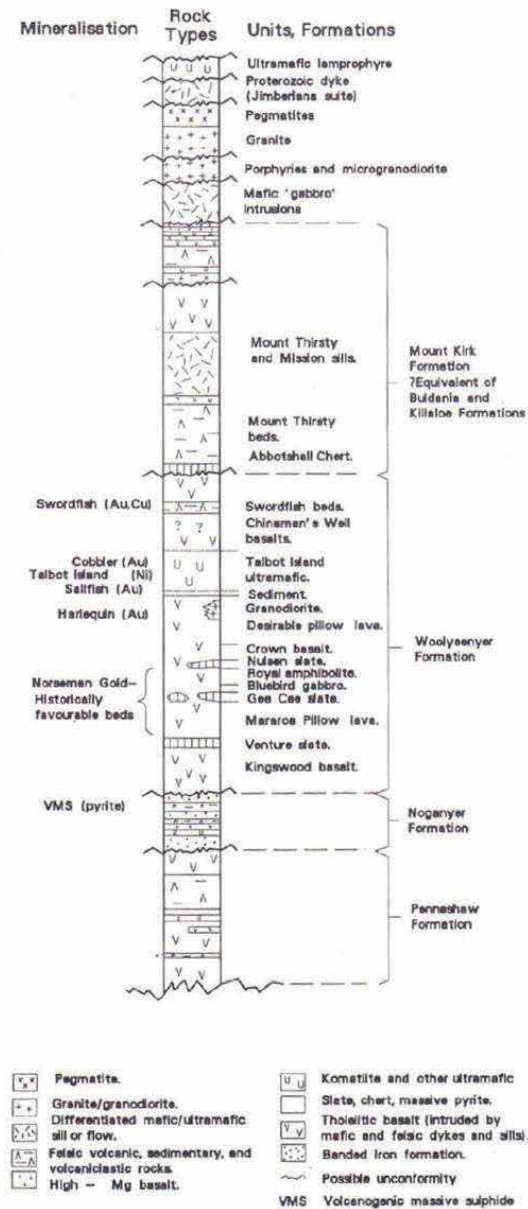 Mineralisation
Rock
Types
Units, Formations
Ultramafic lamprophyre
Proterozoic dyke
(Jimberlana suite)
Pegmatites
Granite
Porphyries and microgranodiorite
Mafic 'gabbro'
intrusions
Mount Thirsty
and Mission sills.
Mount Thirsty
beds.
Abbotshall Chert.
Mount Kirk
Formation
?Equivalent of
Buldania and
Killaloe Formations
Swordfish (Au,Cu)
Swordfish beds.
Chinaman's Well
basalts.
Cobbler (Au)
Talbot Island (Ni)
Sailfish (Au)
Talbot Island
ultramafic.
Sediment.
Harlequin (Au)
Granodiorite.
Desirable pillow lava.
Crown basalt.
Nulsen slate.
Royal amphibolite.
Bluebird gabbro.
Gee Cee slate.
Mararoa Pillow lava.
Norseman Gold-
Historically
favourable beds
Venture slate.
Kingswood basalt.
Woolyeenyer
Formation
VMS (pyrite)
Noganyer
Formation
Penneshaw
Formation
Pegmatite.
Granite/granodiorite.
Differentiated mafic/ultramafic
sill or flow.
Felsic volcanic, sedimentary, and
volcaniclastic rocks.
High - Mg basalt.
Komatiite and other ultramafic
Slate, chert, massive pyrite.
Tholeiitic basalt (intruded by
mafic and felsic dykes and sills).
Banded iron formation.
Possible unconformity
VMS Volcanogenic massive sulphide